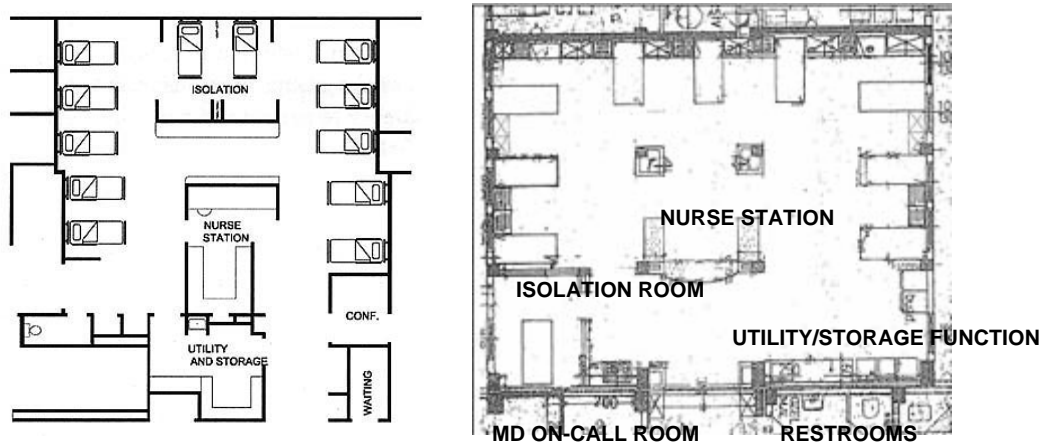 ISOLATION
NURSE
STATION
CONF.
UTILITY
AND STORAGE
WAITING
NURSE STATION
ISOLATION ROOM
UTILITY/STORAGE FUNCTION
MD ON-CALL ROOM
RESTROOMS